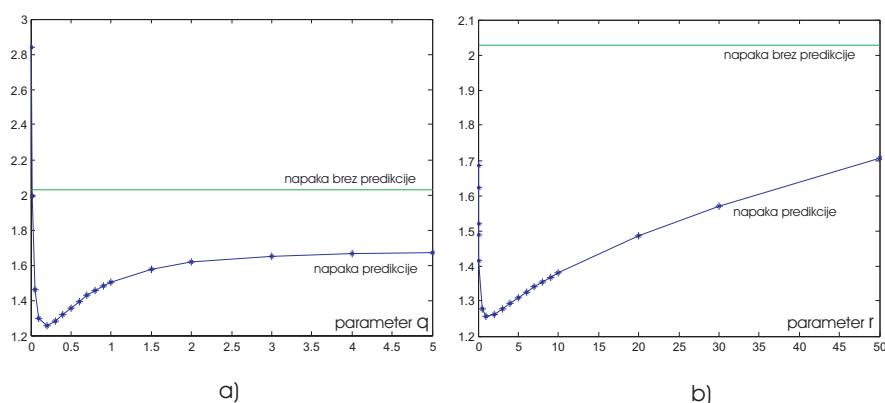 3
2.8
2.6
2.4
2.2
2
1.8
1.6
1.4
1.2
0 0.5 1 1.5 2 2.5 3 3.5 4 4.5 5
napaka brez predikcije
napaka predikcije
parameter q
a)
2.1
2
1.9
1.8
1.7
1.6
1.5
1.4
1.3
1.2
0 5 10 15 20 25 30 35 40 45 50
napaka brez predikcije
napaka predikcije
parameter r
b)